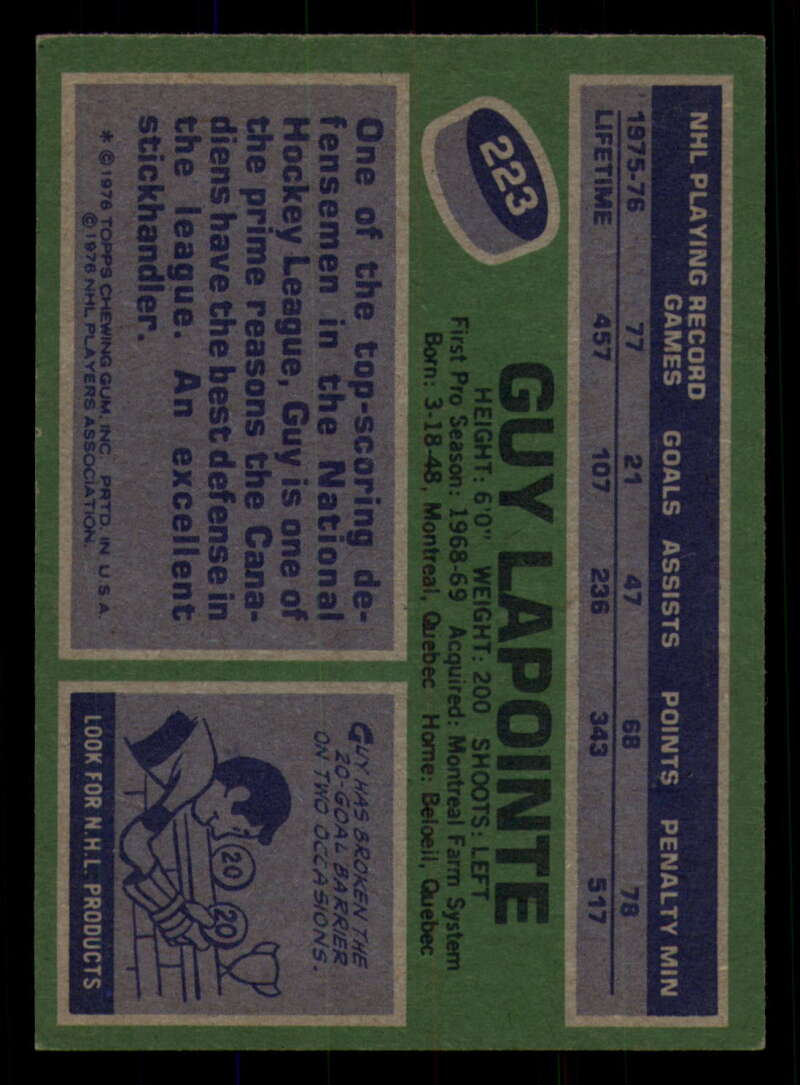 NHL PLAYING RECORD
GAMES GOALS ASSISTS POINTS PENALTY MIN
1975-76 77 21 47 68 78
LIFETIME 457 107 236 343 517
223
GUY LAPOINTE
HEIGHT: 6'0" WEIGHT: 200 SHOOTS: LEFT
First Pro Season: 1968-69 Acquired: Montreal Farm System
Born: 3-18-48, Montreal, Quebec Home: Beloeil, Quebec
One of the top-scoring de-
fensemen in the National
Hockey League, Guy is one of
the prime reasons the Cana-
diens have the best defense in
the league. An excellent
stickhandler.
* ©1976 TOPPS CHEWING GUM, INC. PRTD. IN U.S.A.
©1976 NHL PLAYERS ASSOCIATION.
GUY HAS BROKEN THE
20-GOAL BARRIER
ON TWO OCCASIONS.
20
20
LOOK FOR N.H.L. PRODUCTS